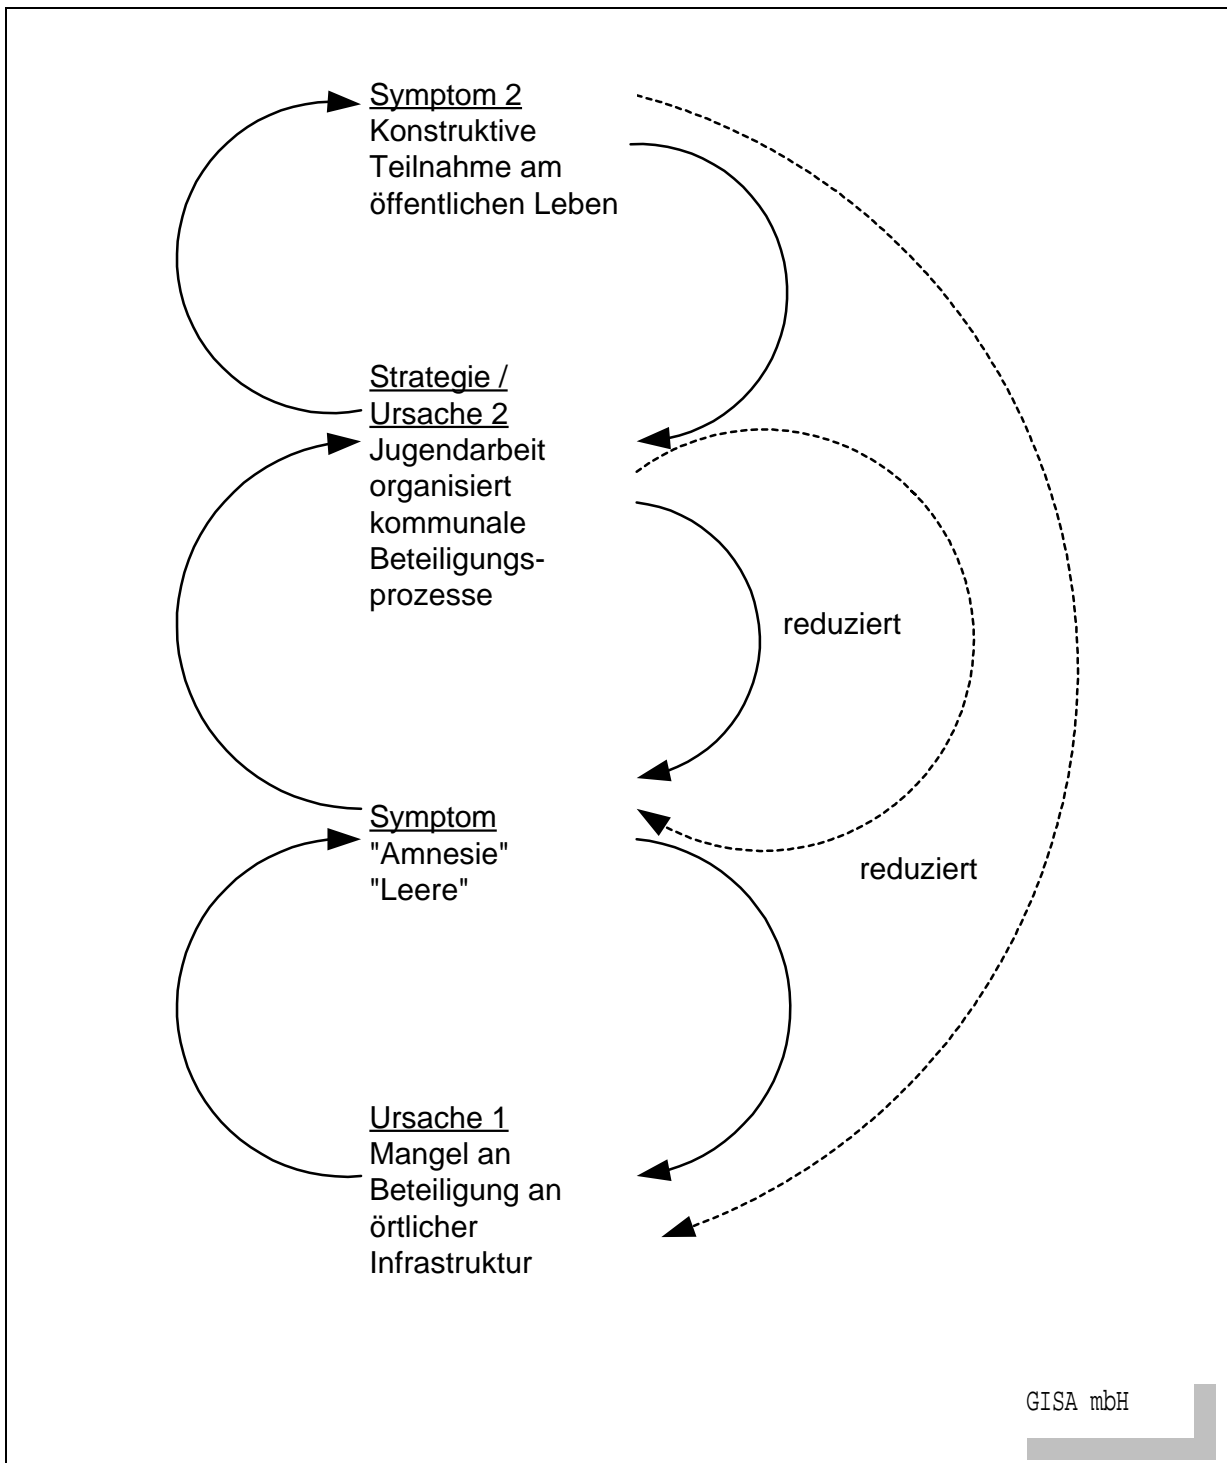 Symptom 2
Konstruktive
Teilnahme am
öffentlichen Leben
Strategie /
Ursache 2
Jugendarbeit
organisiert
kommunale
Beteiligungs-
prozesse
reduziert
Symptom
"Amnesie"
"Leere"
reduziert
Ursache 1
Mangel an
Beteiligung an
örtlicher
Infrastruktur
GISA mbH